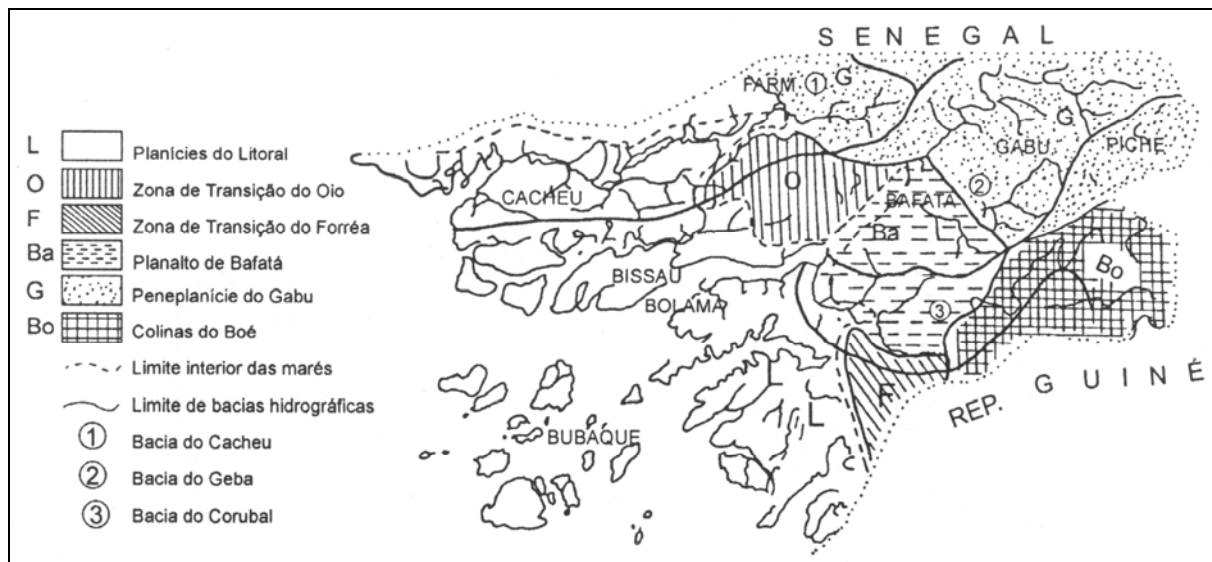 SENEGAL
FARM
1
G
G
GABU
PICHE
L Planícies do Litoral
O Zona de Transição do Oio
F Zona de Transição do Forréa
Ba Planalto de Bafatá
G Peneplanície do Gabu
Bo Colinas do Boé
Limite interior das marés
Limite de bacias hidrográficas
1 Bacia do Cacheu
2 Bacia do Geba
3 Bacia do Corubal
CACHEU
O
2
BAFATA
Ba
Bo
BISSAU
BOLAMA
3
REP. GUINÉ
F
L
BUBAQUE